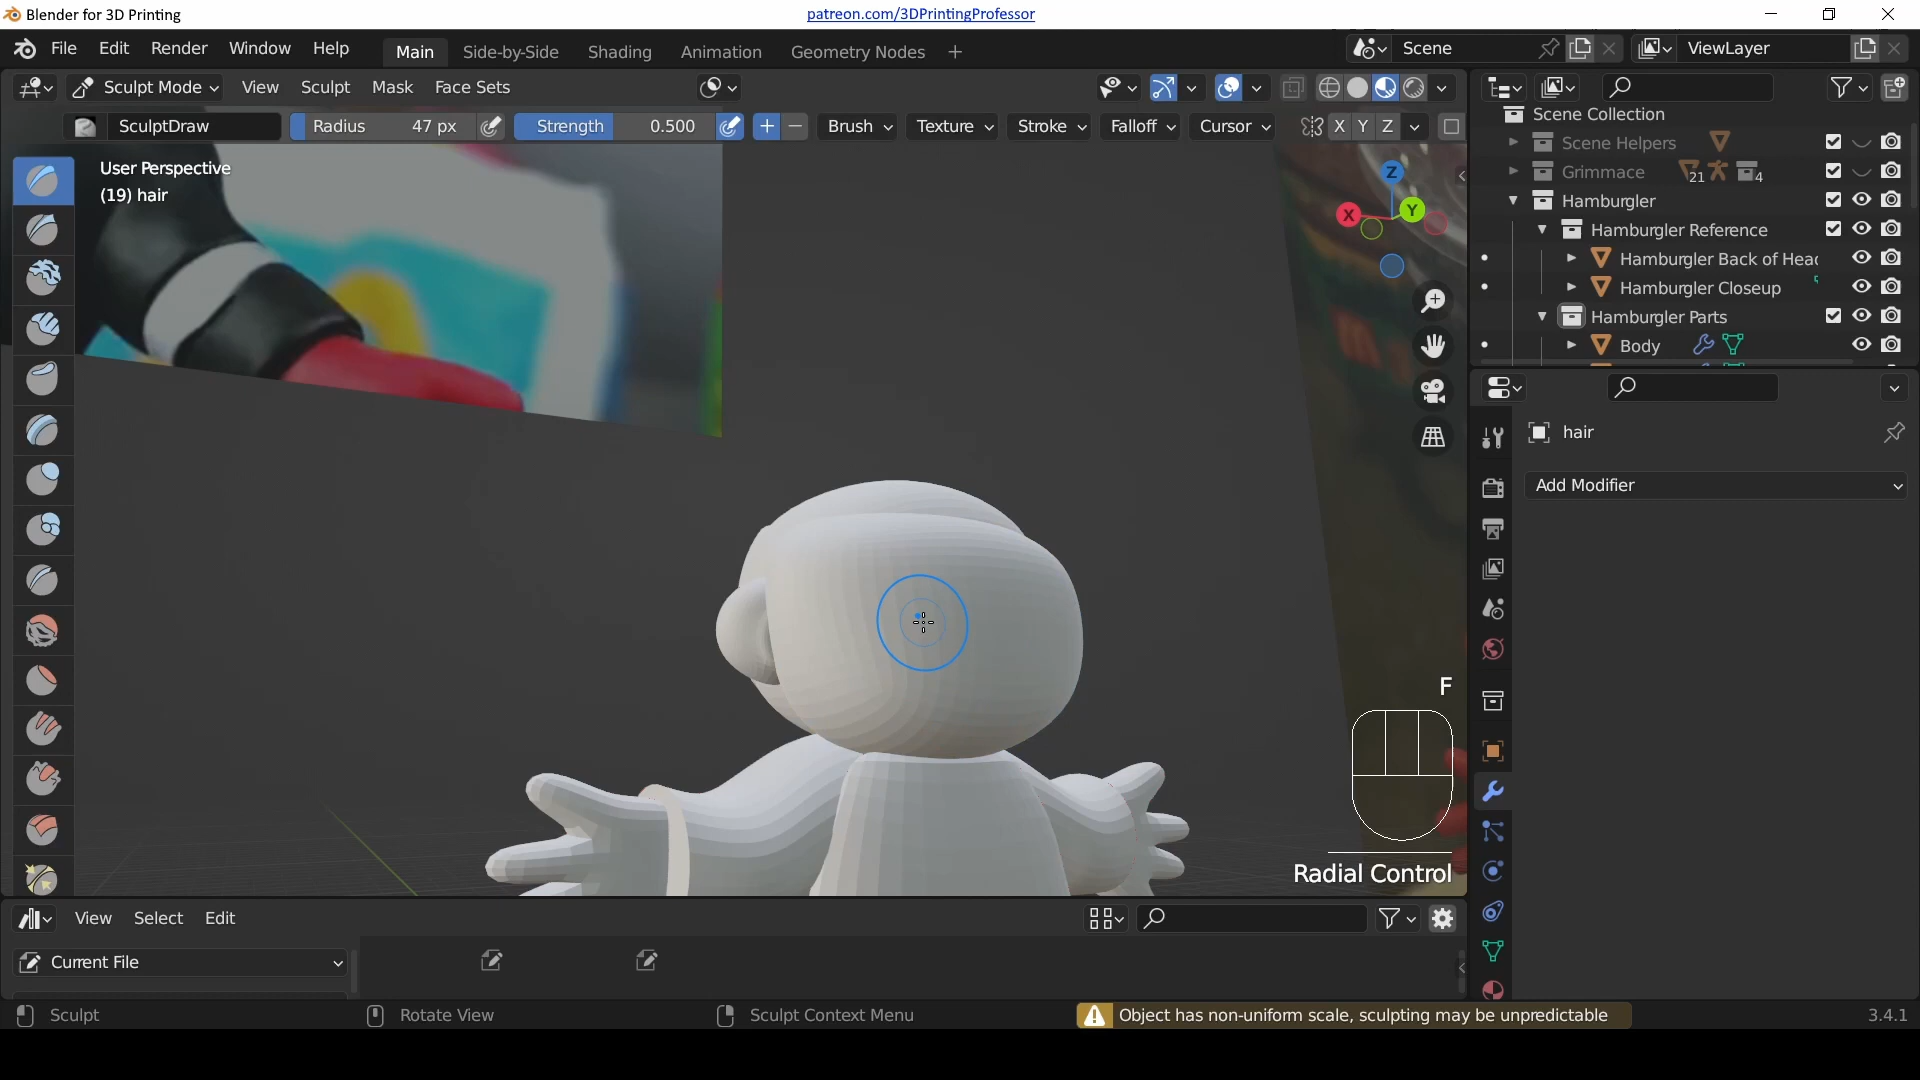 Blender for 3D Printing
patreon.com/3DPrintingProfessor
File Edit Render Window Help Main Side-by-Side Shading Animation Geometry Nodes + Scene ViewLayer
Sculpt Mode View Sculpt Mask Face Sets
SculptDraw Radius 47 px Strength 0.500 + − Brush Texture Stroke Falloff Cursor X Y Z
User Perspective
(19) hair
Z
X Y
Scene Collection
Scene Helpers
Grimmace 21 4
Hamburgler
Hamburgler Reference
Hamburgler Back of Head
Hamburgler Closeup
Hamburgler Parts
Body
hair
Add Modifier
F
Radial Control
View Select Edit
Current File
Sculpt Rotate View Sculpt Context Menu Object has non-uniform scale, sculpting may be unpredictable 3.4.1